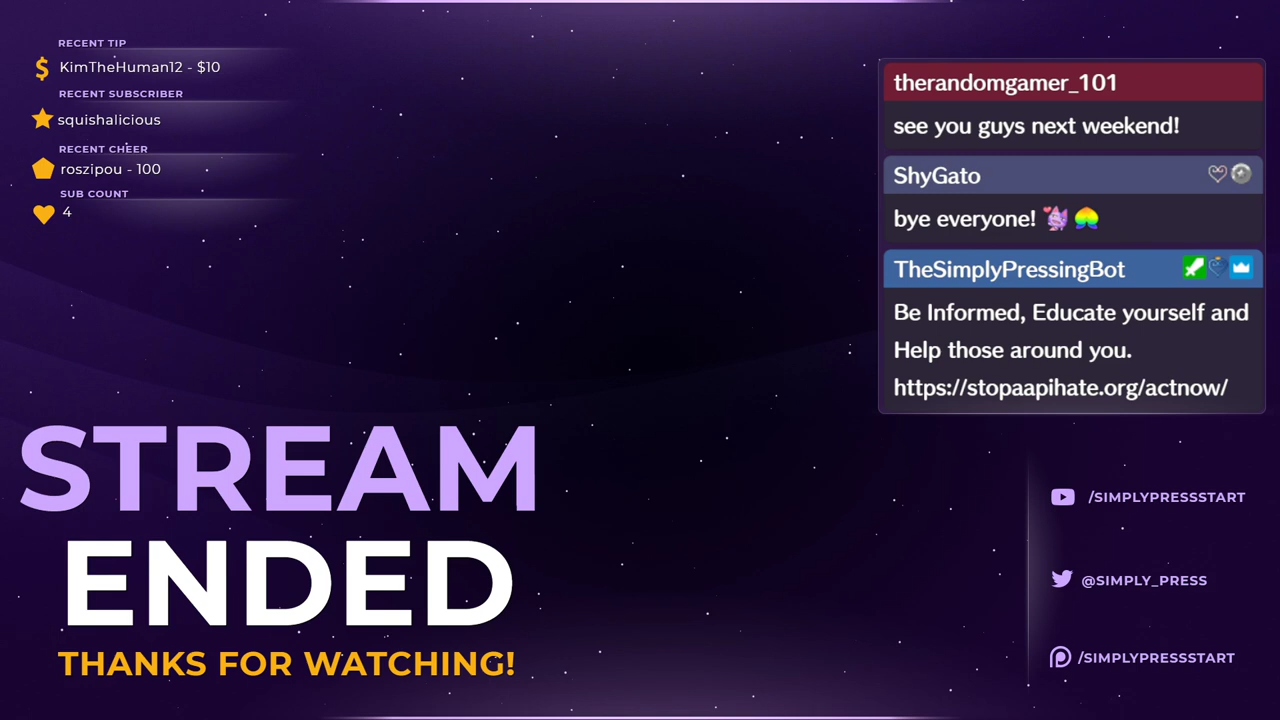 RECENT TIP
KimTheHuman12 - $10
RECENT SUBSCRIBER
squishalicious
RECENT CHEER
roszipou - 100
SUB COUNT
4
therandomgamer_101
see you guys next weekend!
ShyGato
bye everyone!
TheSimplyPressingBot
Be Informed, Educate yourself and
Help those around you.
https://stopaapihate.org/actnow/
STREAM
ENDED
THANKS FOR WATCHING!
/SIMPLYPRESSSTART
@SIMPLY_PRESS
/SIMPLYPRESSSTART